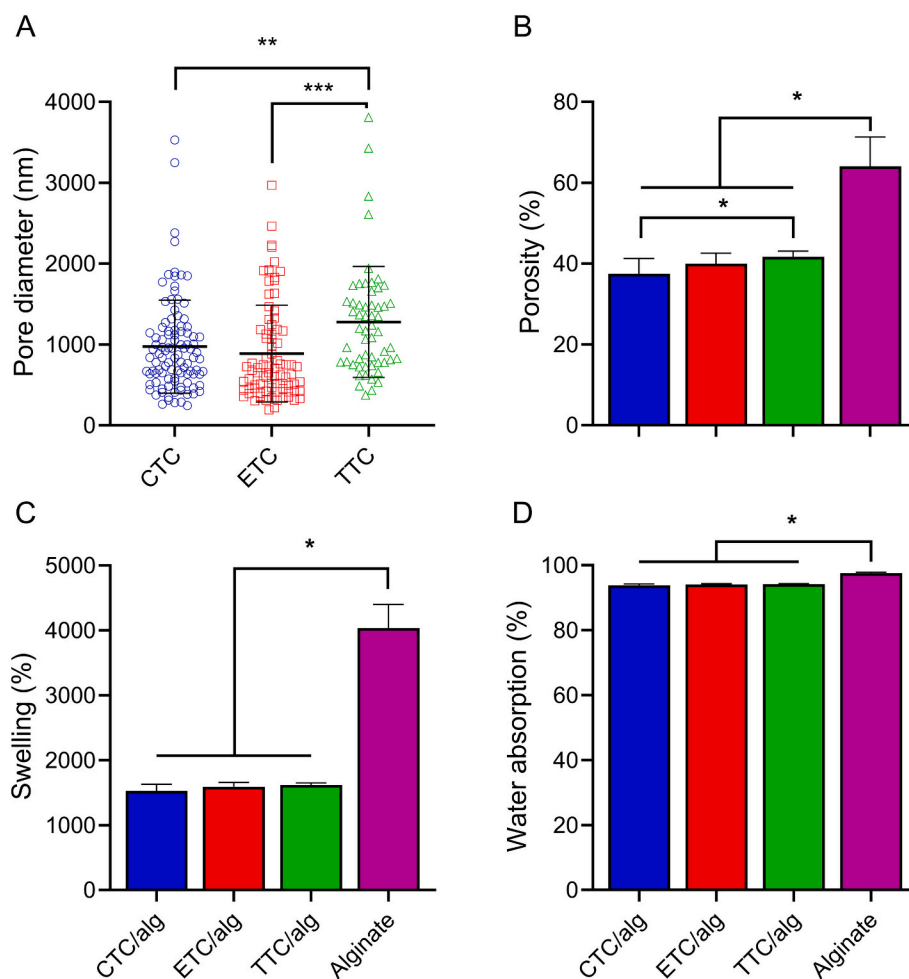 A
**
***
4000
3000
2000
1000
0
Pore diameter (nm)
CTC
ETC
TTC
B
*
*
80
60
40
20
0
Porosity (%)
C
*
5000
4000
3000
2000
1000
0
Swelling (%)
CTC/alg
ETC/alg
TTC/alg
Alginate
D
*
100
80
60
40
20
0
Water absorption (%)
CTC/alg
ETC/alg
TTC/alg
Alginate